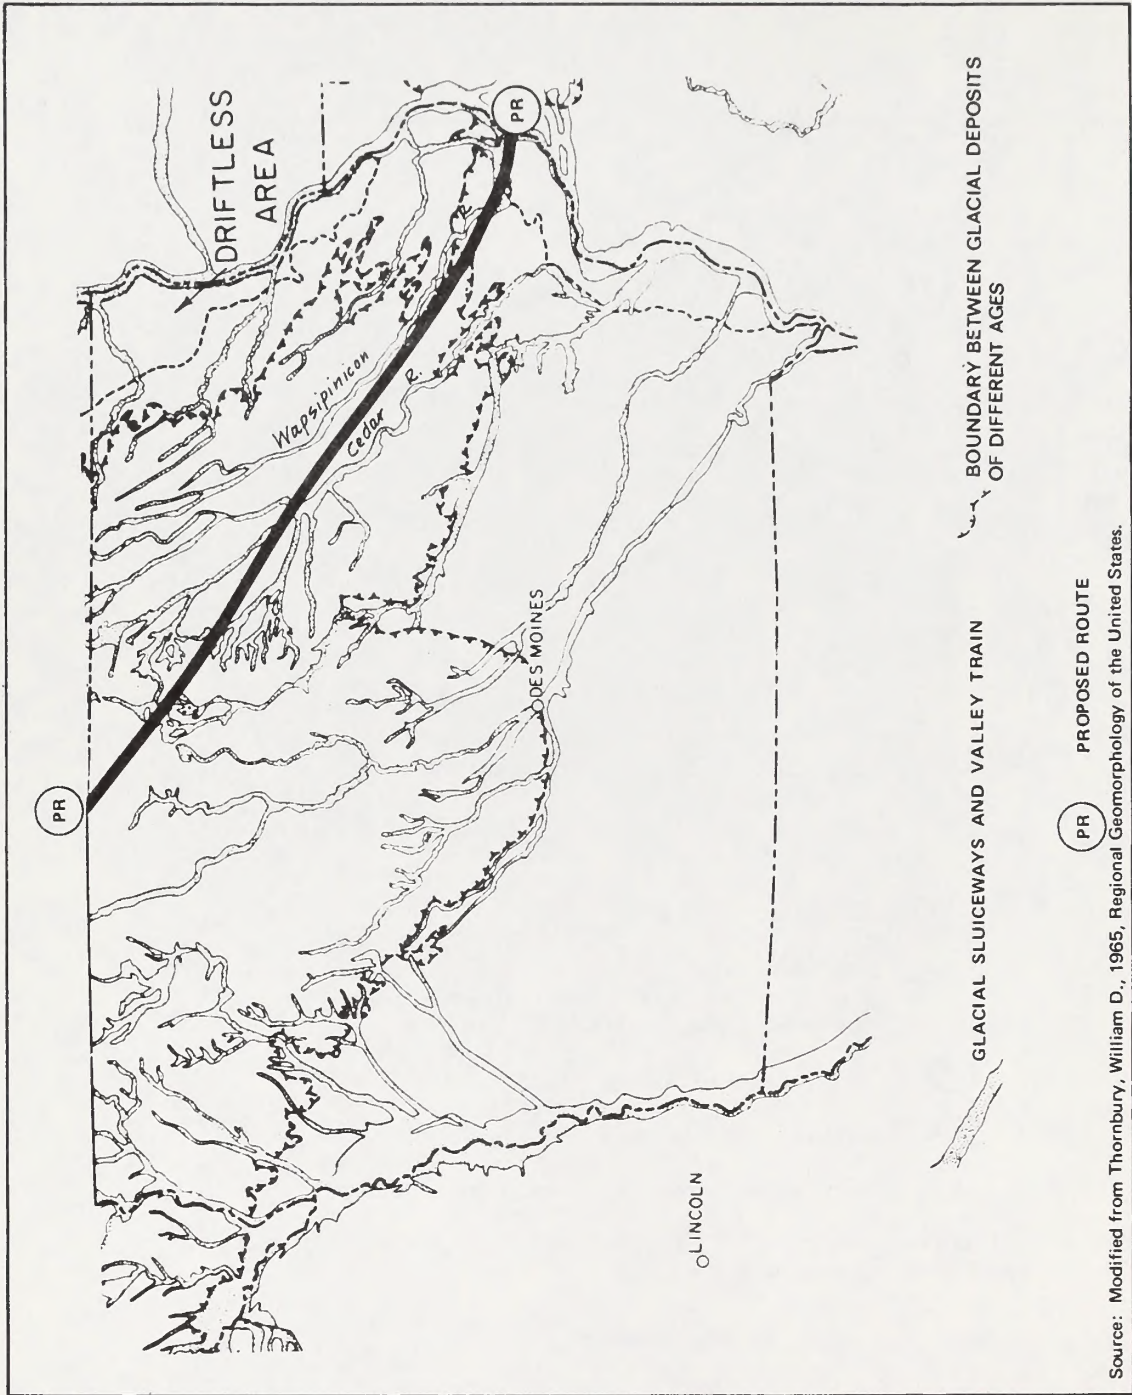 PR
DRIFTLESS
AREA
PR
Wapsipinicon
Cedar
R.
DES MOINES
LINCOLN
GLACIAL SLUICEWAYS AND VALLEY TRAIN
BOUNDARY BETWEEN GLACIAL DEPOSITS
OF DIFFERENT AGES
PR
PROPOSED ROUTE
Source: Modified from Thornbury, William D., 1965, Regional Geomorphology of the United States.